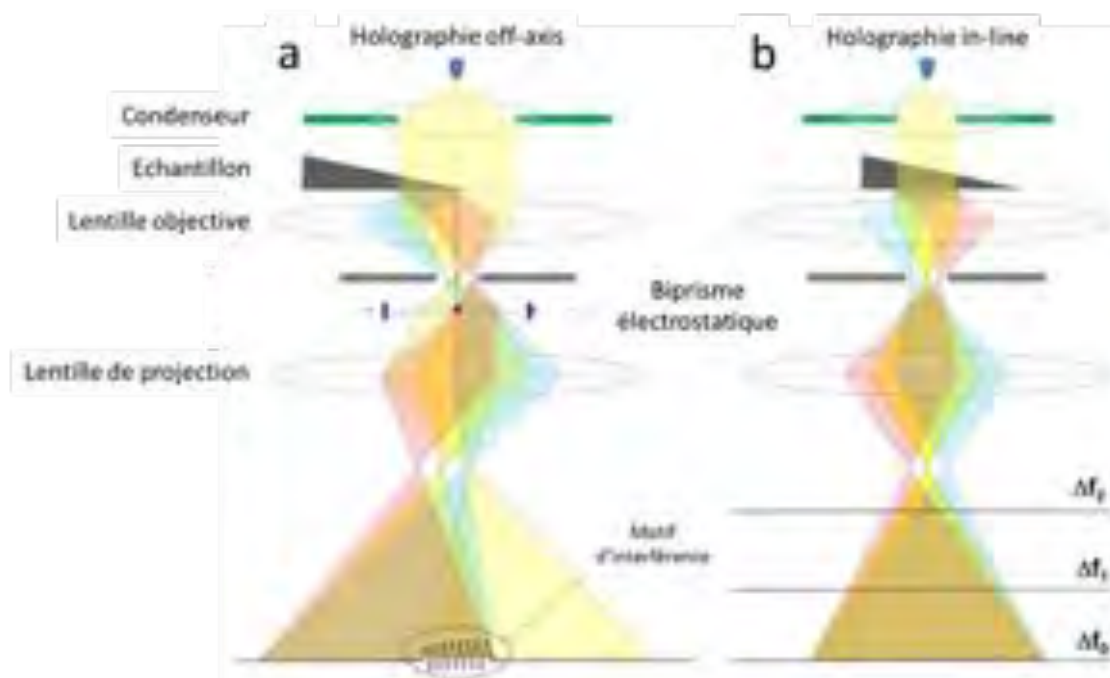 a
Holographie off-axis
b
Holographie in-line
Condenseur
Echantillon
Lentille objective
Biprisme
électrostatique
Lentille de projection
Motif
d'interférence
Δf₂
Δf₁
Δf₀